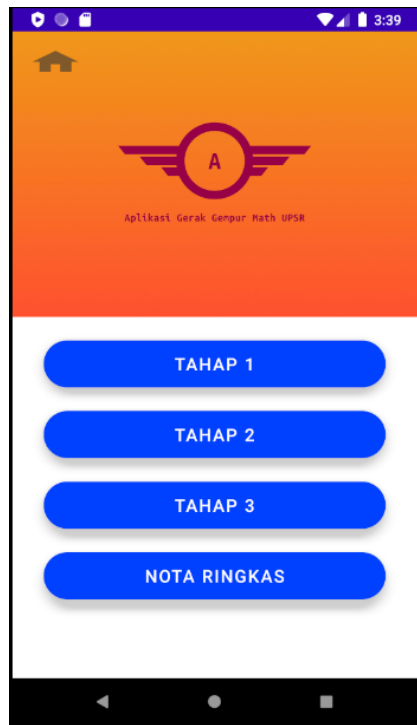 3:39
A
Aplikasi Gerak Gempur Math UPSR
TAHAP 1
TAHAP 2
TAHAP 3
NOTA RINGKAS